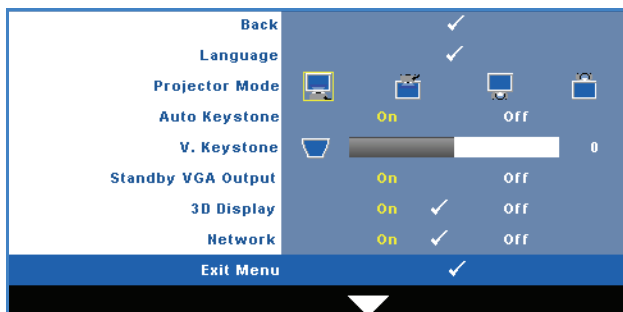 Back
Language
Projector Mode
Auto Keystone On Off
V. Keystone 0
Standby VGA Output On Off
3D Display On Off
Network On Off
Exit Menu